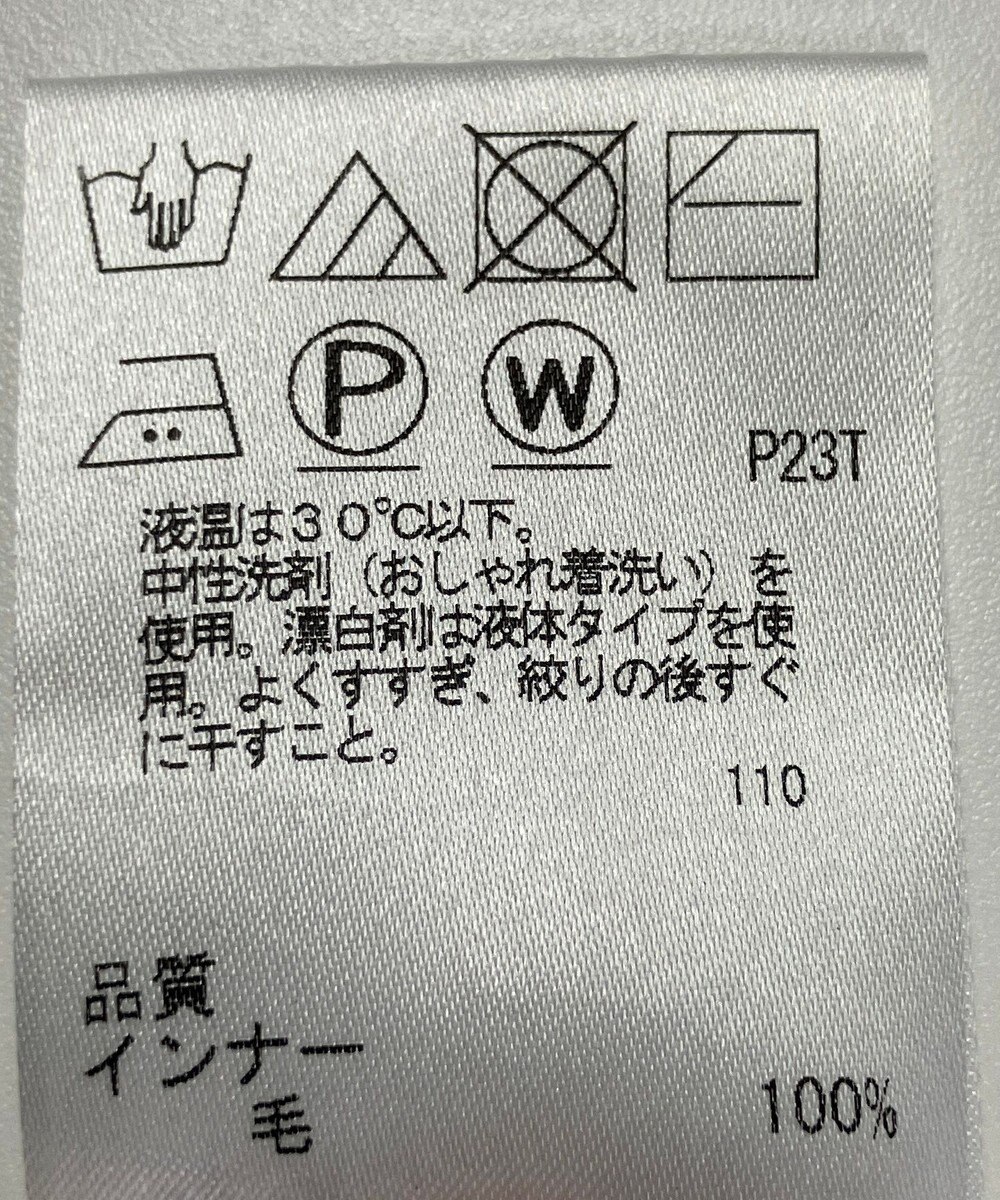 P W
P23T
液温は30℃以下。
中性洗剤（おしゃれ着洗い）を
使用。漂白剤は液体タイプを使
用。よくすすぎ、絞りの後すぐ
に干すこと。
110
品質
インナー
毛 100%